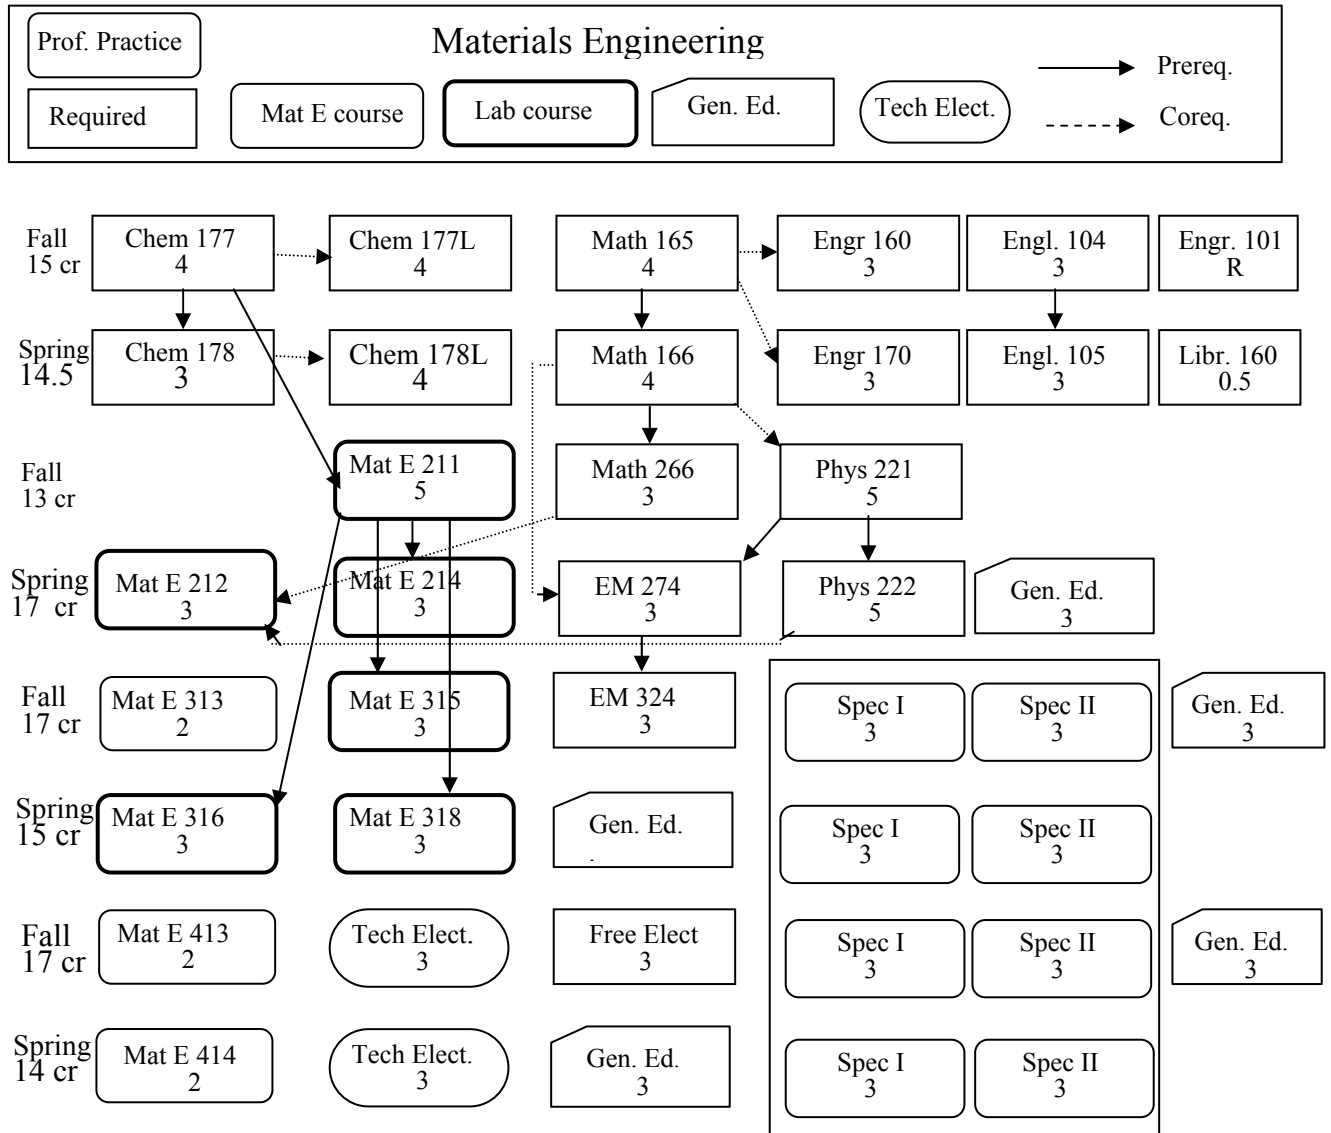 Prof. Practice
Materials Engineering
Prereq.
Required
Mat E course
Lab course
Gen. Ed.
Tech Elect.
Coreq.
Fall
15 cr
Chem 177
4
Chem 177L
4
Math 165
4
Engr 160
3
Engl. 104
3
Engr. 101
R
Spring
14.5
Chem 178
3
Chem 178L
4
Math 166
4
Engr 170
3
Engl. 105
3
Libr. 160
0.5
Fall
13 cr
Mat E 211
5
Math 266
3
Phys 221
5
Spring
17 cr
Mat E 212
3
Mat E 214
3
EM 274
3
Phys 222
5
Gen. Ed.
3
Fall
17 cr
Mat E 313
2
Mat E 315
3
EM 324
3
Spec I
3
Spec II
3
Gen. Ed.
3
Spring
15 cr
Mat E 316
3
Mat E 318
3
Gen. Ed.
.
Spec I
3
Spec II
3
Fall
17 cr
Mat E 413
2
Tech Elect.
3
Free Elect
3
Spec I
3
Spec II
3
Gen. Ed.
3
Spring
14 cr
Mat E 414
2
Tech Elect.
3
Gen. Ed.
3
Spec I
3
Spec II
3